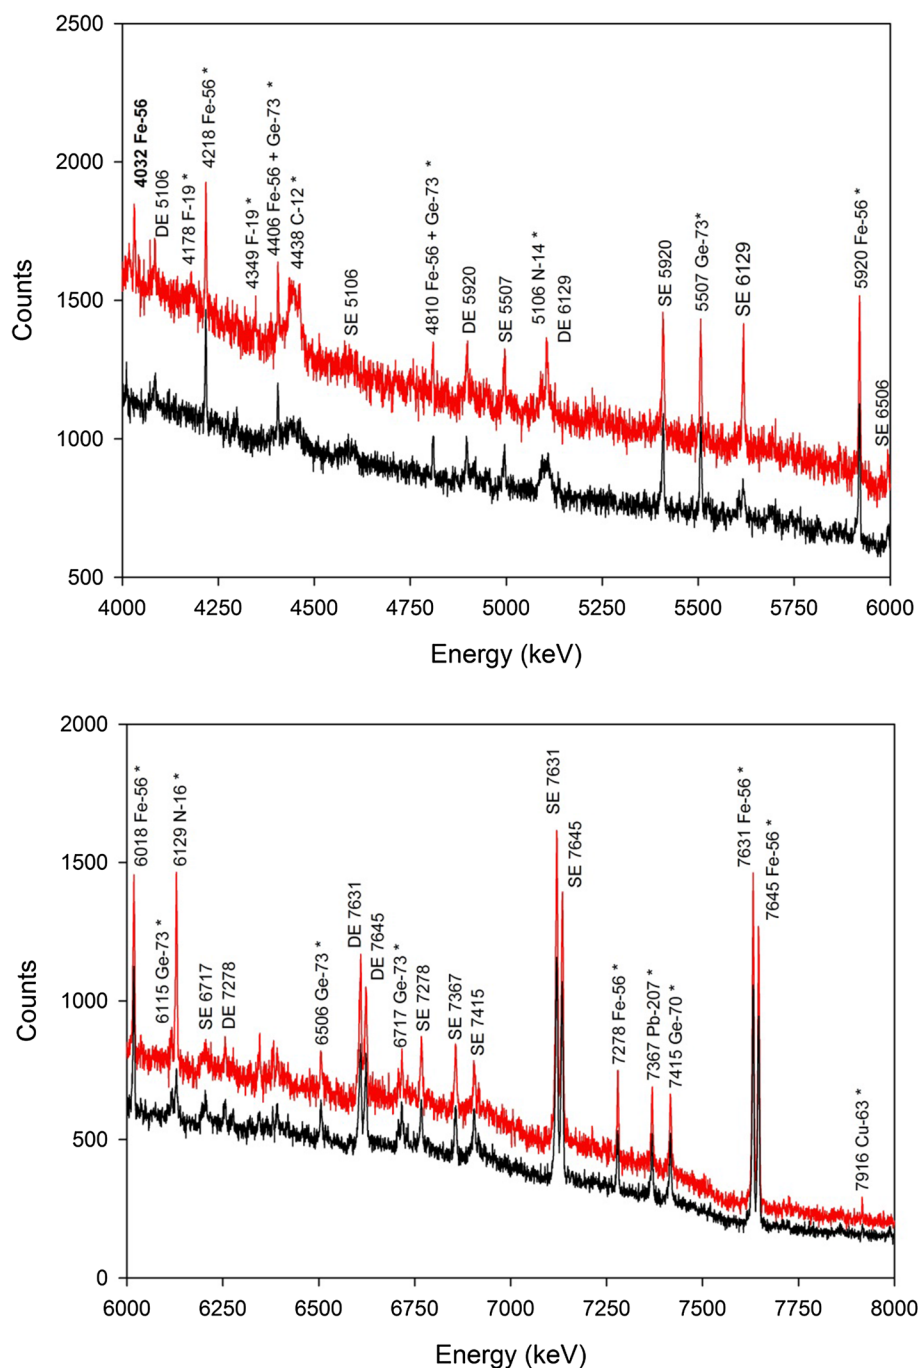 2500
2000
1500
1000
500
Counts
4032 Fe-56
DE 5106
4178 F-19 *
4218 Fe-56 *
4349 F-19 *
4406 Fe-56 + Ge-73 *
4438 C-12 *
SE 5106
4810 Fe-56 + Ge-73 *
DE 5920
SE 5507
5106 N-14 *
DE 6129
SE 5920
5507 Ge-73*
SE 6129
5920 Fe-56 *
SE 6506
4000 4250 4500 4750 5000 5250 5500 5750 6000
Energy (keV)
2000
1500
1000
500
0
Counts
6018 Fe-56 *
6115 Ge-73 *
6129 N-16 *
SE 6717
DE 7278
6506 Ge-73 *
DE 7631
DE 7645
6717 Ge-73 *
SE 7278
SE 7367
SE 7415
SE 7631
SE 7645
7278 Fe-56 *
7367 Pb-207 *
7415 Ge-70 *
7631 Fe-56 *
7645 Fe-56 *
7916 Cu-63 *
6000 6250 6500 6750 7000 7250 7500 7750 8000
Energy (keV)